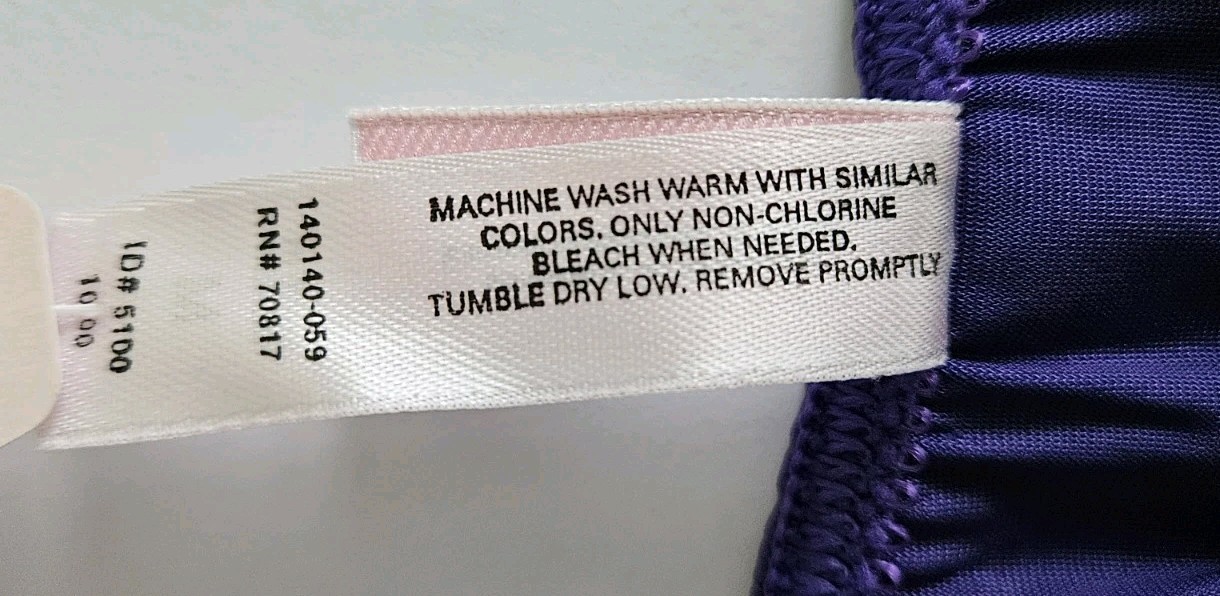 MACHINE WASH WARM WITH SIMILAR
COLORS. ONLY NON-CHLORINE
BLEACH WHEN NEEDED.
TUMBLE DRY LOW. REMOVE PROMPTLY
140140-059
RN# 70817
ID# 5100